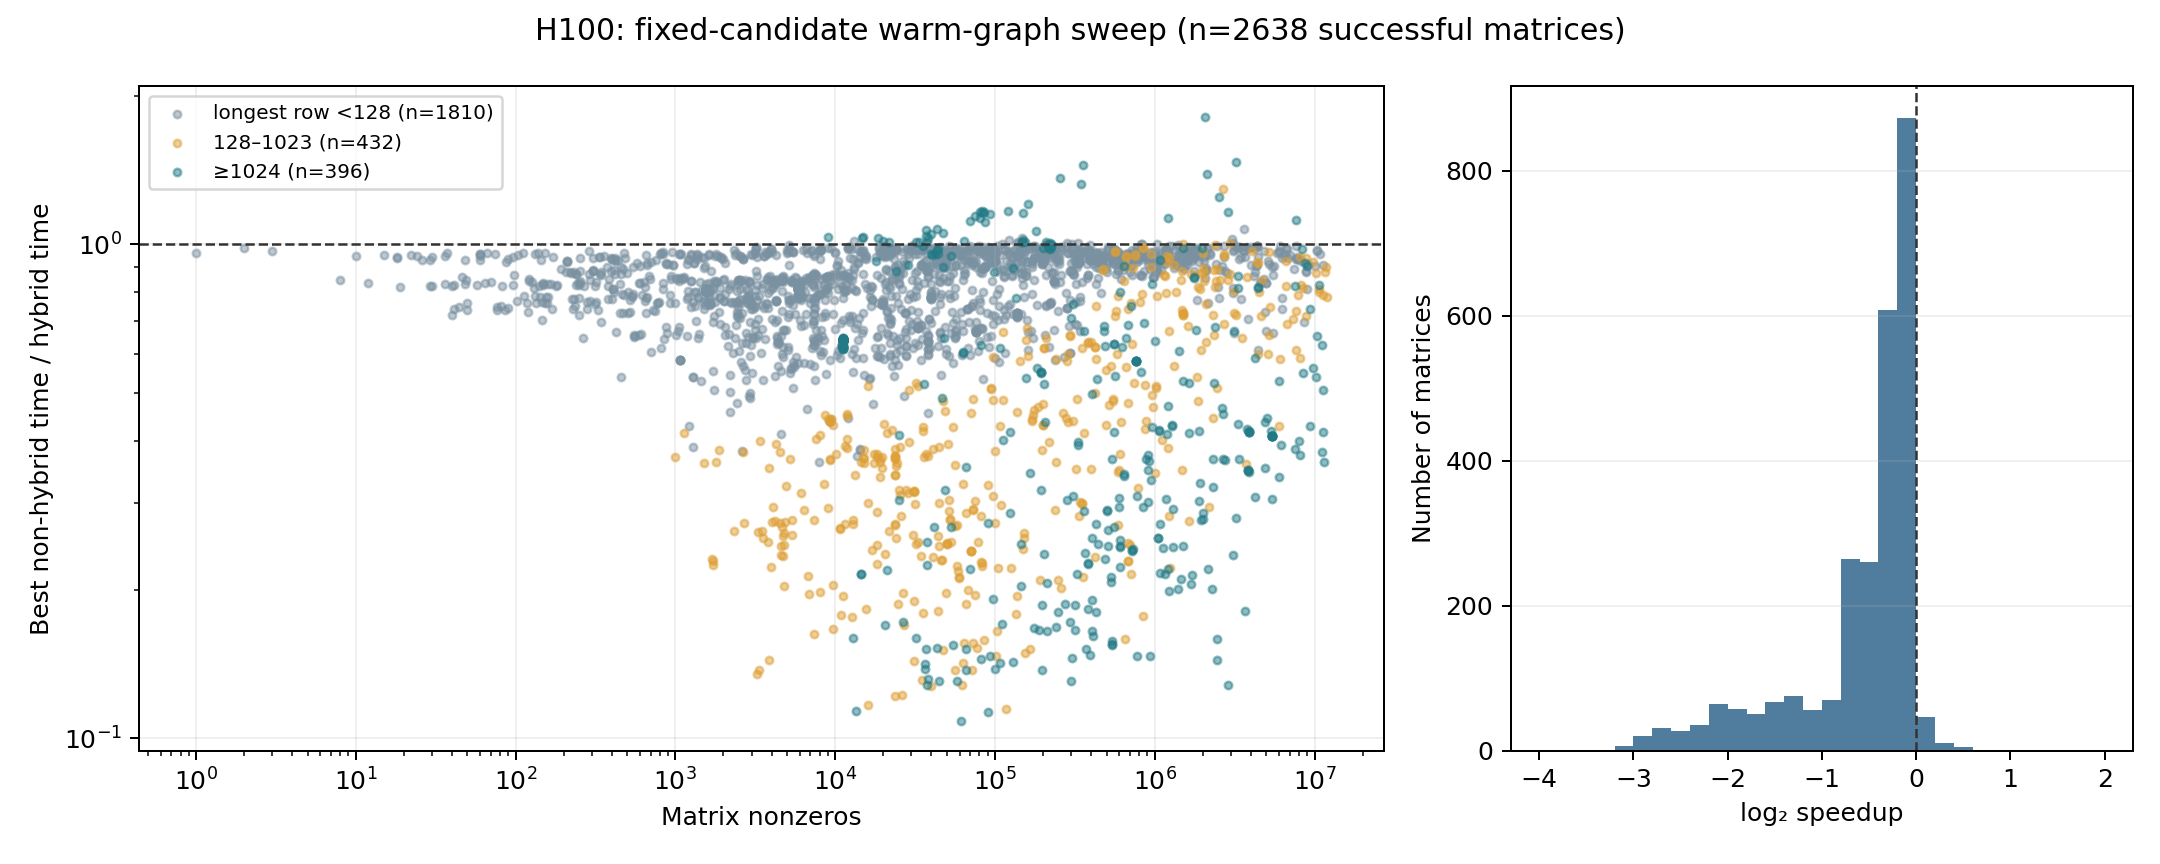 H100: fixed-candidate warm-graph sweep (n=2638 successful matrices)
longest row <128 (n=1810)
128–1023 (n=432)
≥1024 (n=396)
Best non-hybrid time / hybrid time
10⁰
10⁻¹
10⁰ 10¹ 10² 10³ 10⁴ 10⁵ 10⁶ 10⁷
Matrix nonzeros
Number of matrices
800
600
400
200
0
−4 −3 −2 −1 0 1 2
log₂ speedup